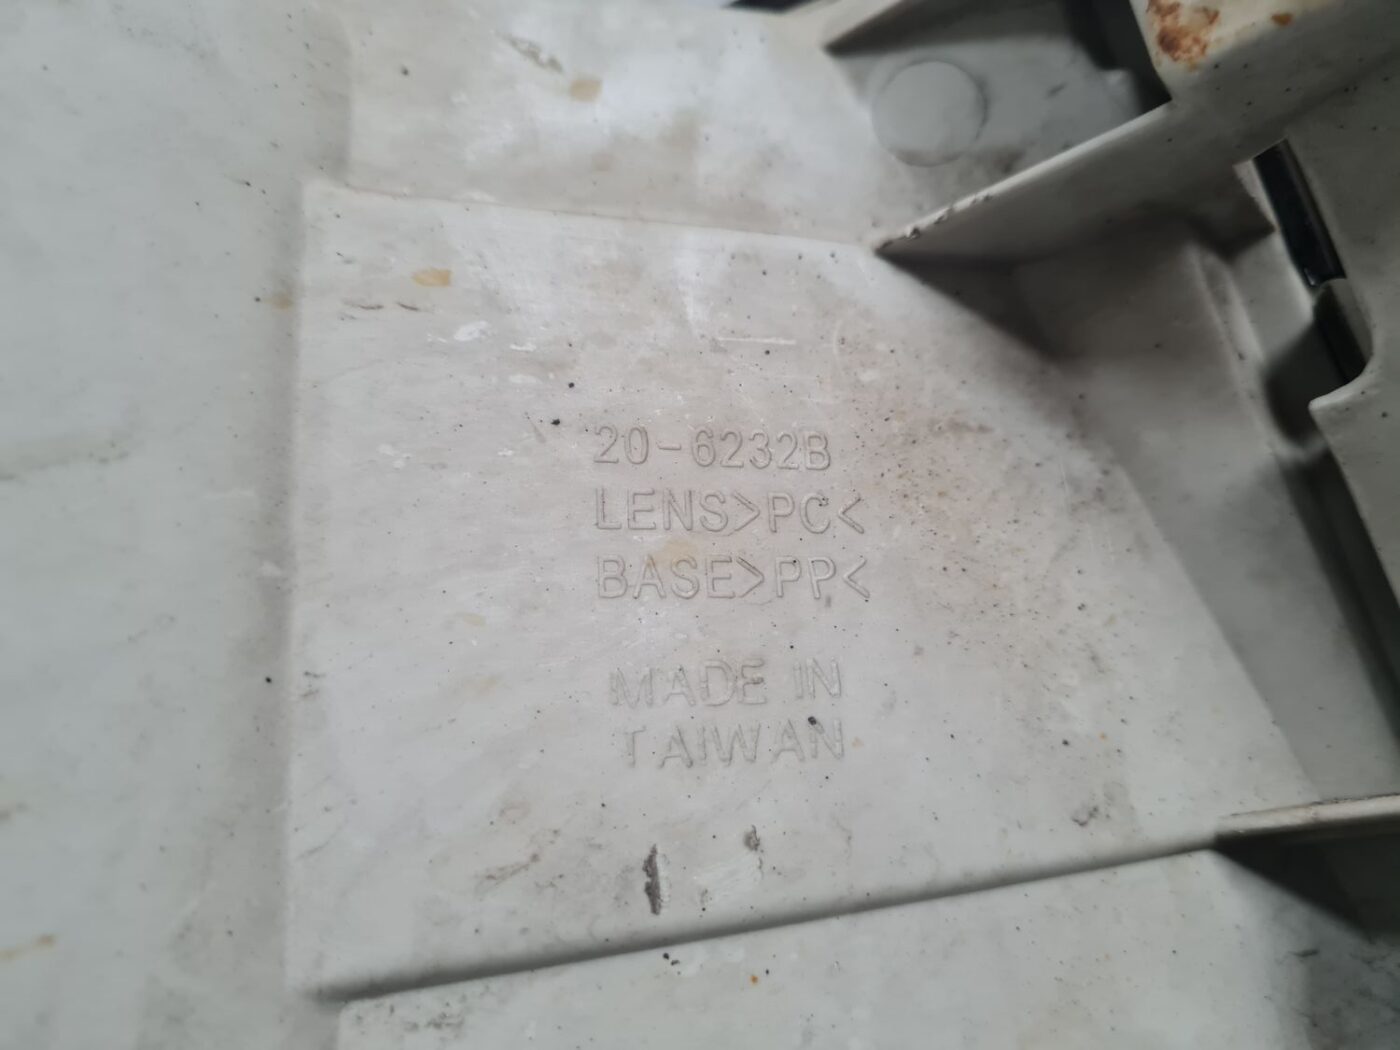 20-6232B
LENS>PC<
BASE>PP<
MADE IN
TAIWAN